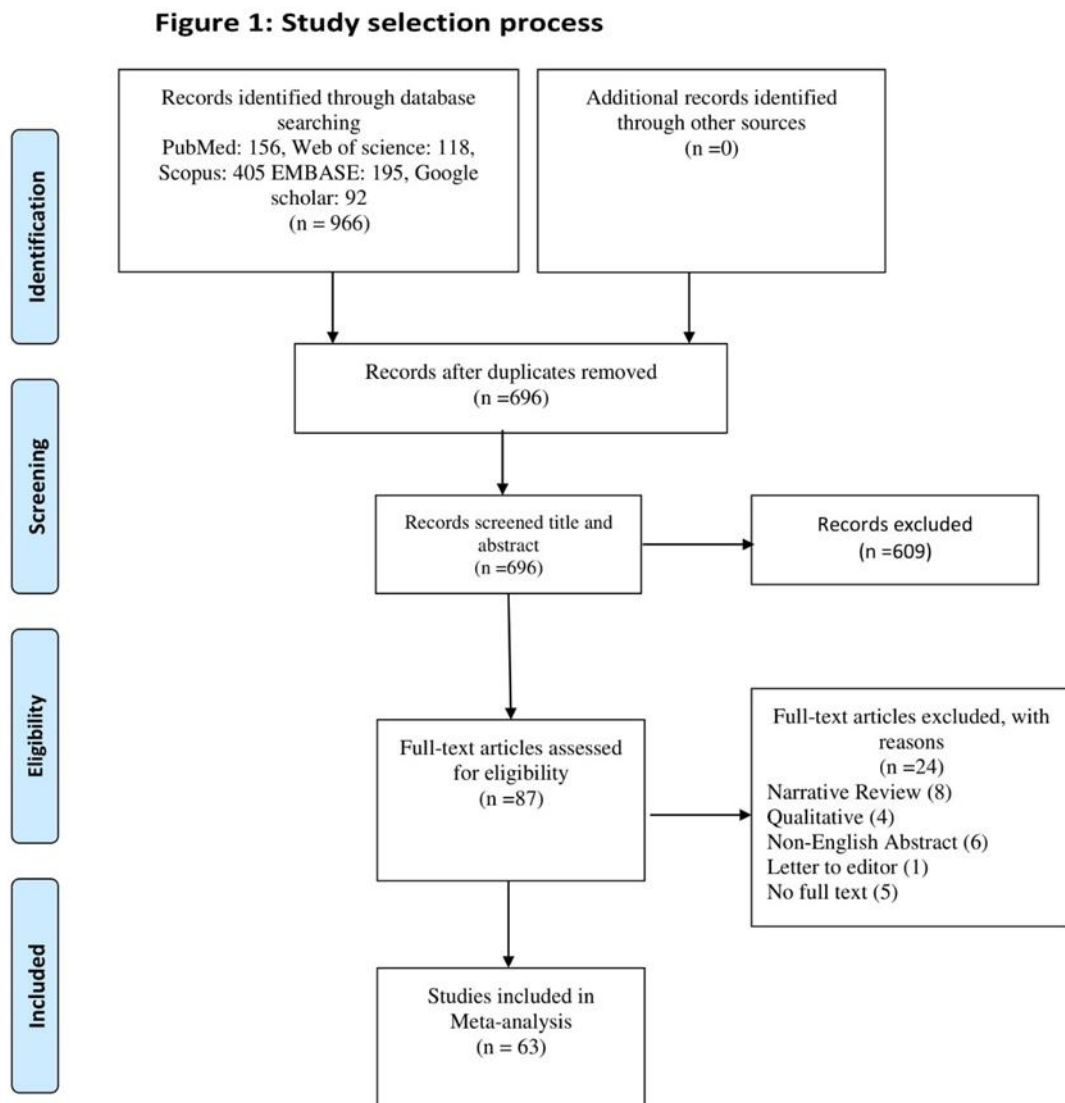 Figure 1: Study selection process
Records identified through database
searching
PubMed: 156, Web of science: 118,
Scopus: 405 EMBASE: 195, Google
scholar: 92
(n = 966)
Additional records identified
through other sources
(n =0)
Identification
Records after duplicates removed
(n =696)
Screening
Records screened title and
abstract
(n =696)
Records excluded
(n =609)
Eligibility
Full-text articles assessed
for eligibility
(n =87)
Full-text articles excluded, with
reasons
(n =24)
Narrative Review (8)
Qualitative (4)
Non-English Abstract (6)
Letter to editor (1)
No full text (5)
Included
Studies included in
Meta-analysis
(n = 63)